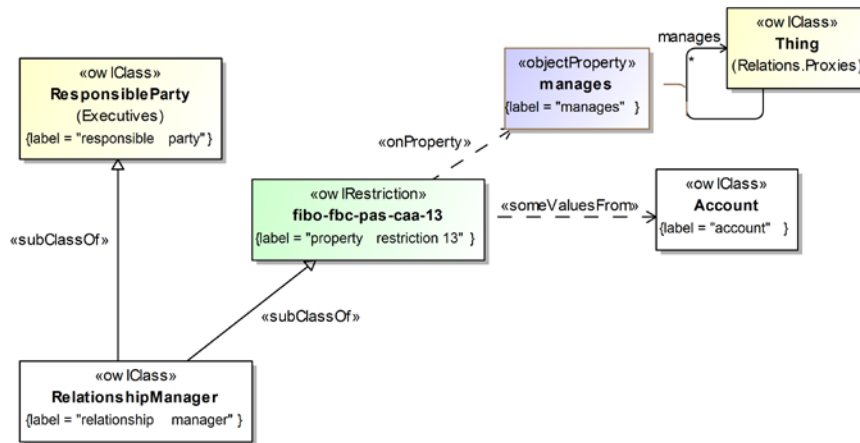 «owlClass»
ResponsibleParty
(Executives)
{label = "responsible party"}
«objectProperty»
manages
{label = "manages" }
manages
*
«owlClass»
Thing
(Relations.Proxies)
«onProperty»
«owlRestriction»
fibo-fbc-pas-caa-13
{label = "property restriction 13" }
«someValuesFrom»
«owlClass»
Account
{label = "account" }
«subClassOf»
«subClassOf»
«owlClass»
RelationshipManager
{label = "relationship manager" }